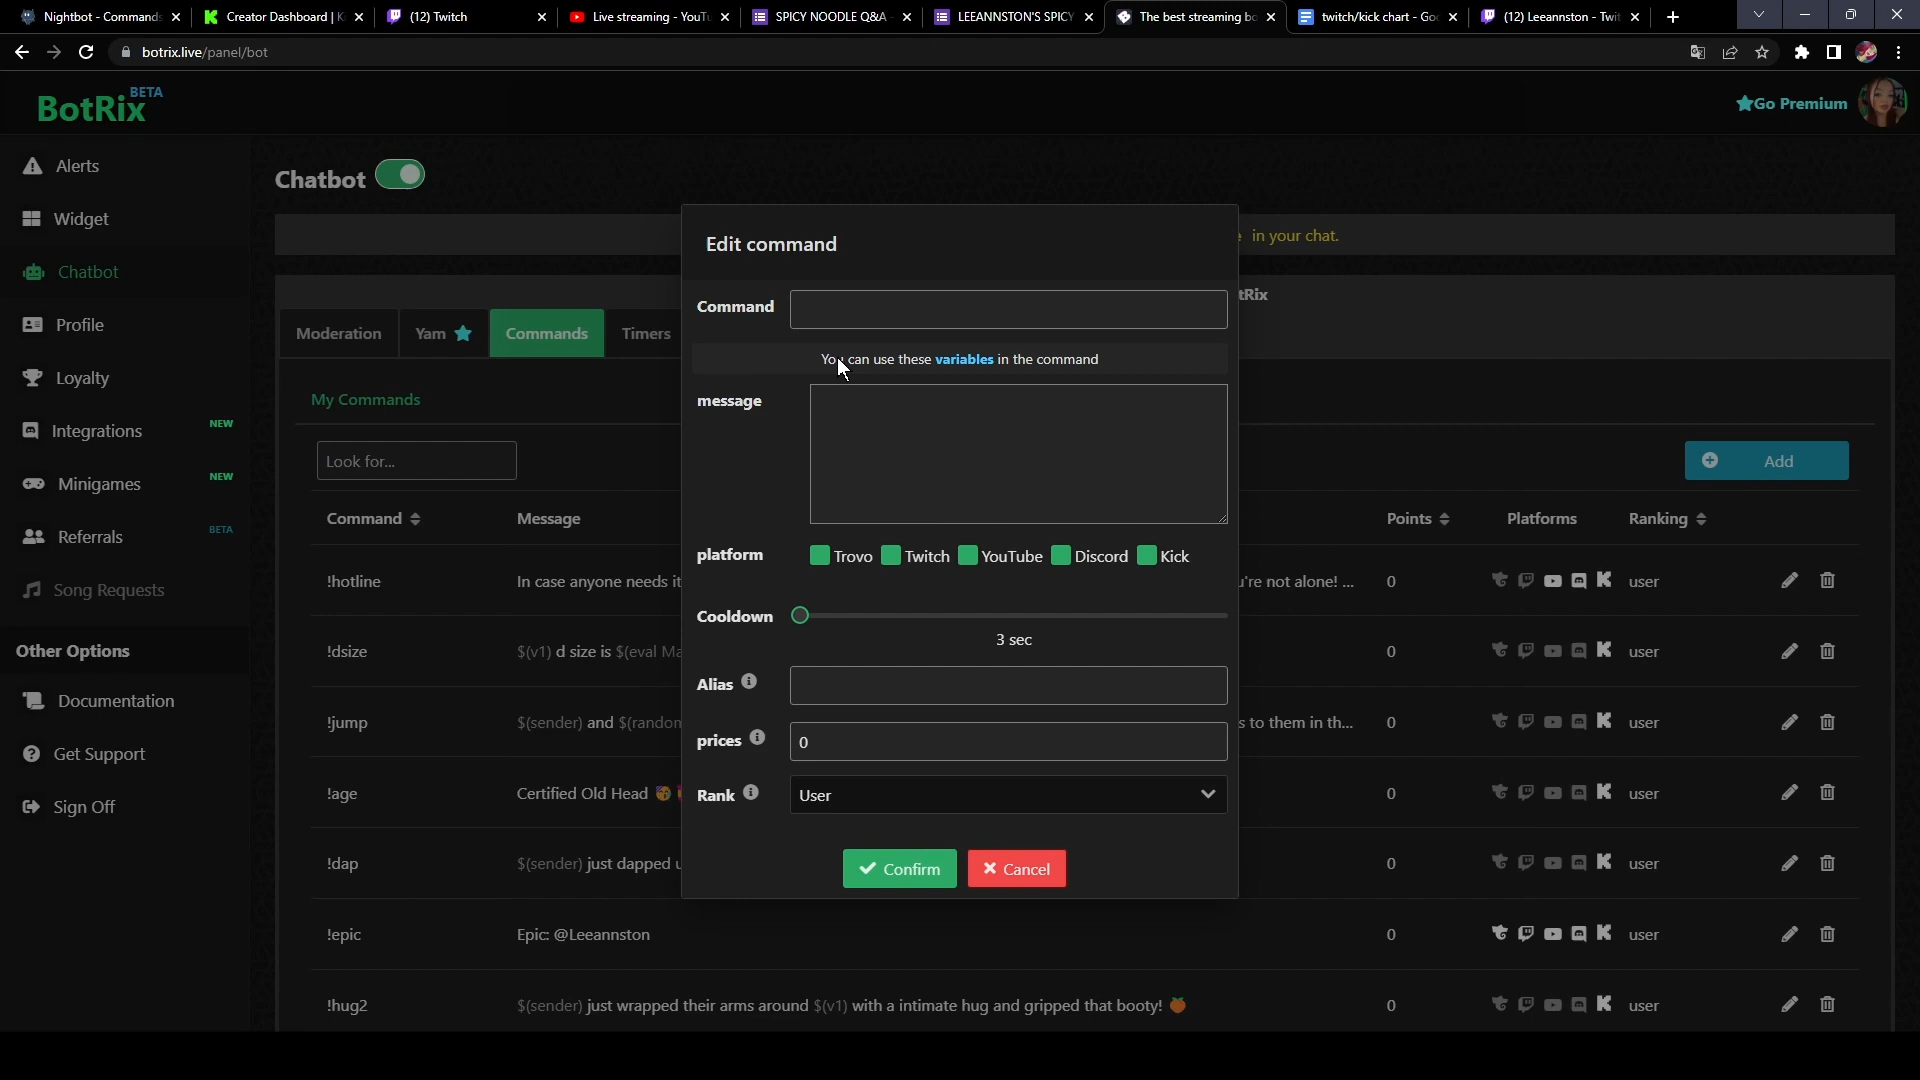 Nightbot - Command
Creator Dashboard | K
(12) Twitch
Live streaming - YouTu
SPICY NOODLE Q&A
LEEANNSTON'S SPICY
The best streaming bo
twitch/kick chart - Go
(12) Leeannston - Twit
botrix.live/panel/bot
BotRix BETA
Go Premium
Alerts
Widget
Chatbot
Profile
Loyalty
Integrations NEW
Minigames NEW
Referrals BETA
Song Requests
Other Options
Documentation
Get Support
Sign Off
Chatbot
in your chat.
tRix
Moderation Yam Commands Timers
My Commands
Look for...
Add
Command Message Points Platforms Ranking
!hotline In case anyone needs it u're not alone! ... 0 user
!dsize $(v1) d size is $(eval Ma 0 user
!jump $(sender) and $(random s to them in th... 0 user
!age Certified Old Head 0 user
!dap $(sender) just dapped u 0 user
!epic Epic: @Leeannston 0 user
!hug2 $(sender) just wrapped their arms around $(v1) with a intimate hug and gripped that booty! 🍑 0 user
Edit command
Command
You can use these variables in the command
message
platform Trovo Twitch YouTube Discord Kick
Cooldown
3 sec
Alias
prices 0
Rank User
Confirm Cancel